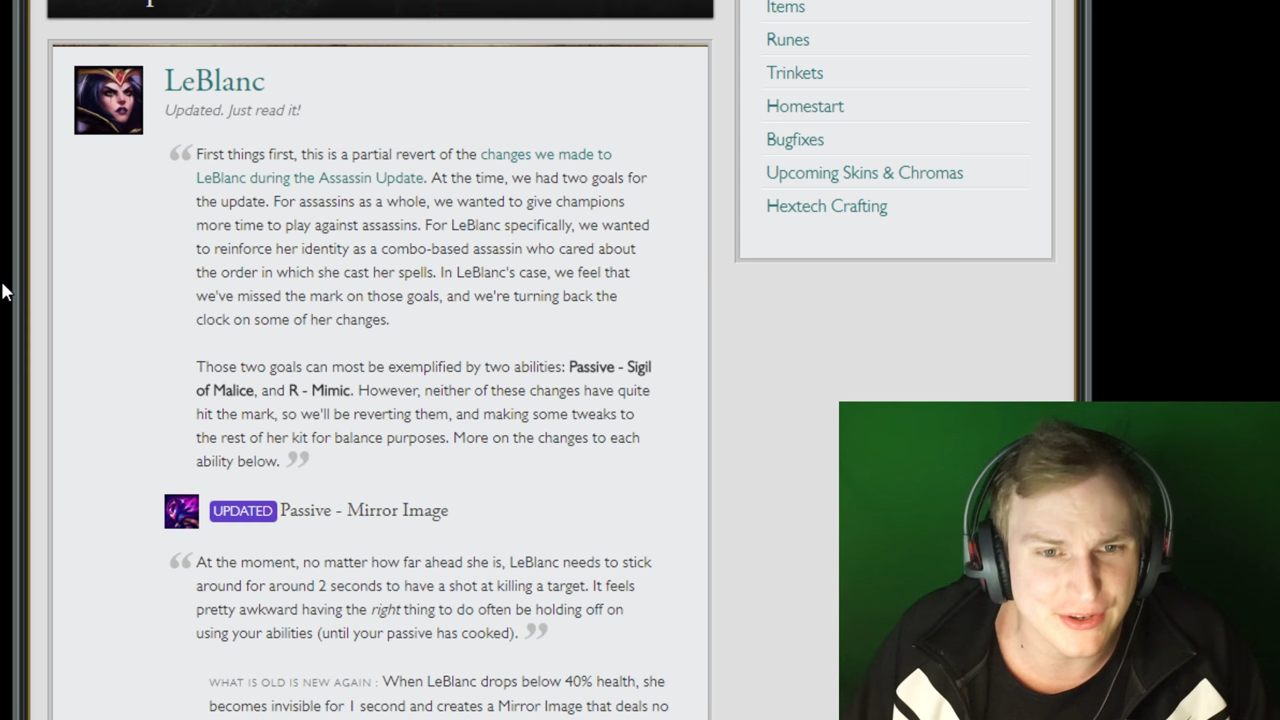 Items
Runes
Trinkets
Homestart
Bugfixes
Upcoming Skins & Chromas
Hextech Crafting
LeBlanc
Updated. Just read it!
First things first, this is a partial revert of the changes we made to
LeBlanc during the Assassin Update. At the time, we had two goals for
the update. For assassins as a whole, we wanted to give champions
more time to play against assassins. For LeBlanc specifically, we wanted
to reinforce her identity as a combo-based assassin who cared about
the order in which she cast her spells. In LeBlanc's case, we feel that
we've missed the mark on those goals, and we're turning back the
clock on some of her changes.
Those two goals can most be exemplified by two abilities: Passive - Sigil
of Malice, and R - Mimic. However, neither of these changes have quite
hit the mark, so we'll be reverting them, and making some tweaks to
the rest of her kit for balance purposes. More on the changes to each
ability below.
UPDATED Passive - Mirror Image
At the moment, no matter how far ahead she is, LeBlanc needs to stick
around for around 2 seconds to have a shot at killing a target. It feels
pretty awkward having the right thing to do often be holding off on
using your abilities (until your passive has cooked).
WHAT IS OLD IS NEW AGAIN : When LeBlanc drops below 40% health, she
becomes invisible for 1 second and creates a Mirror Image that deals no